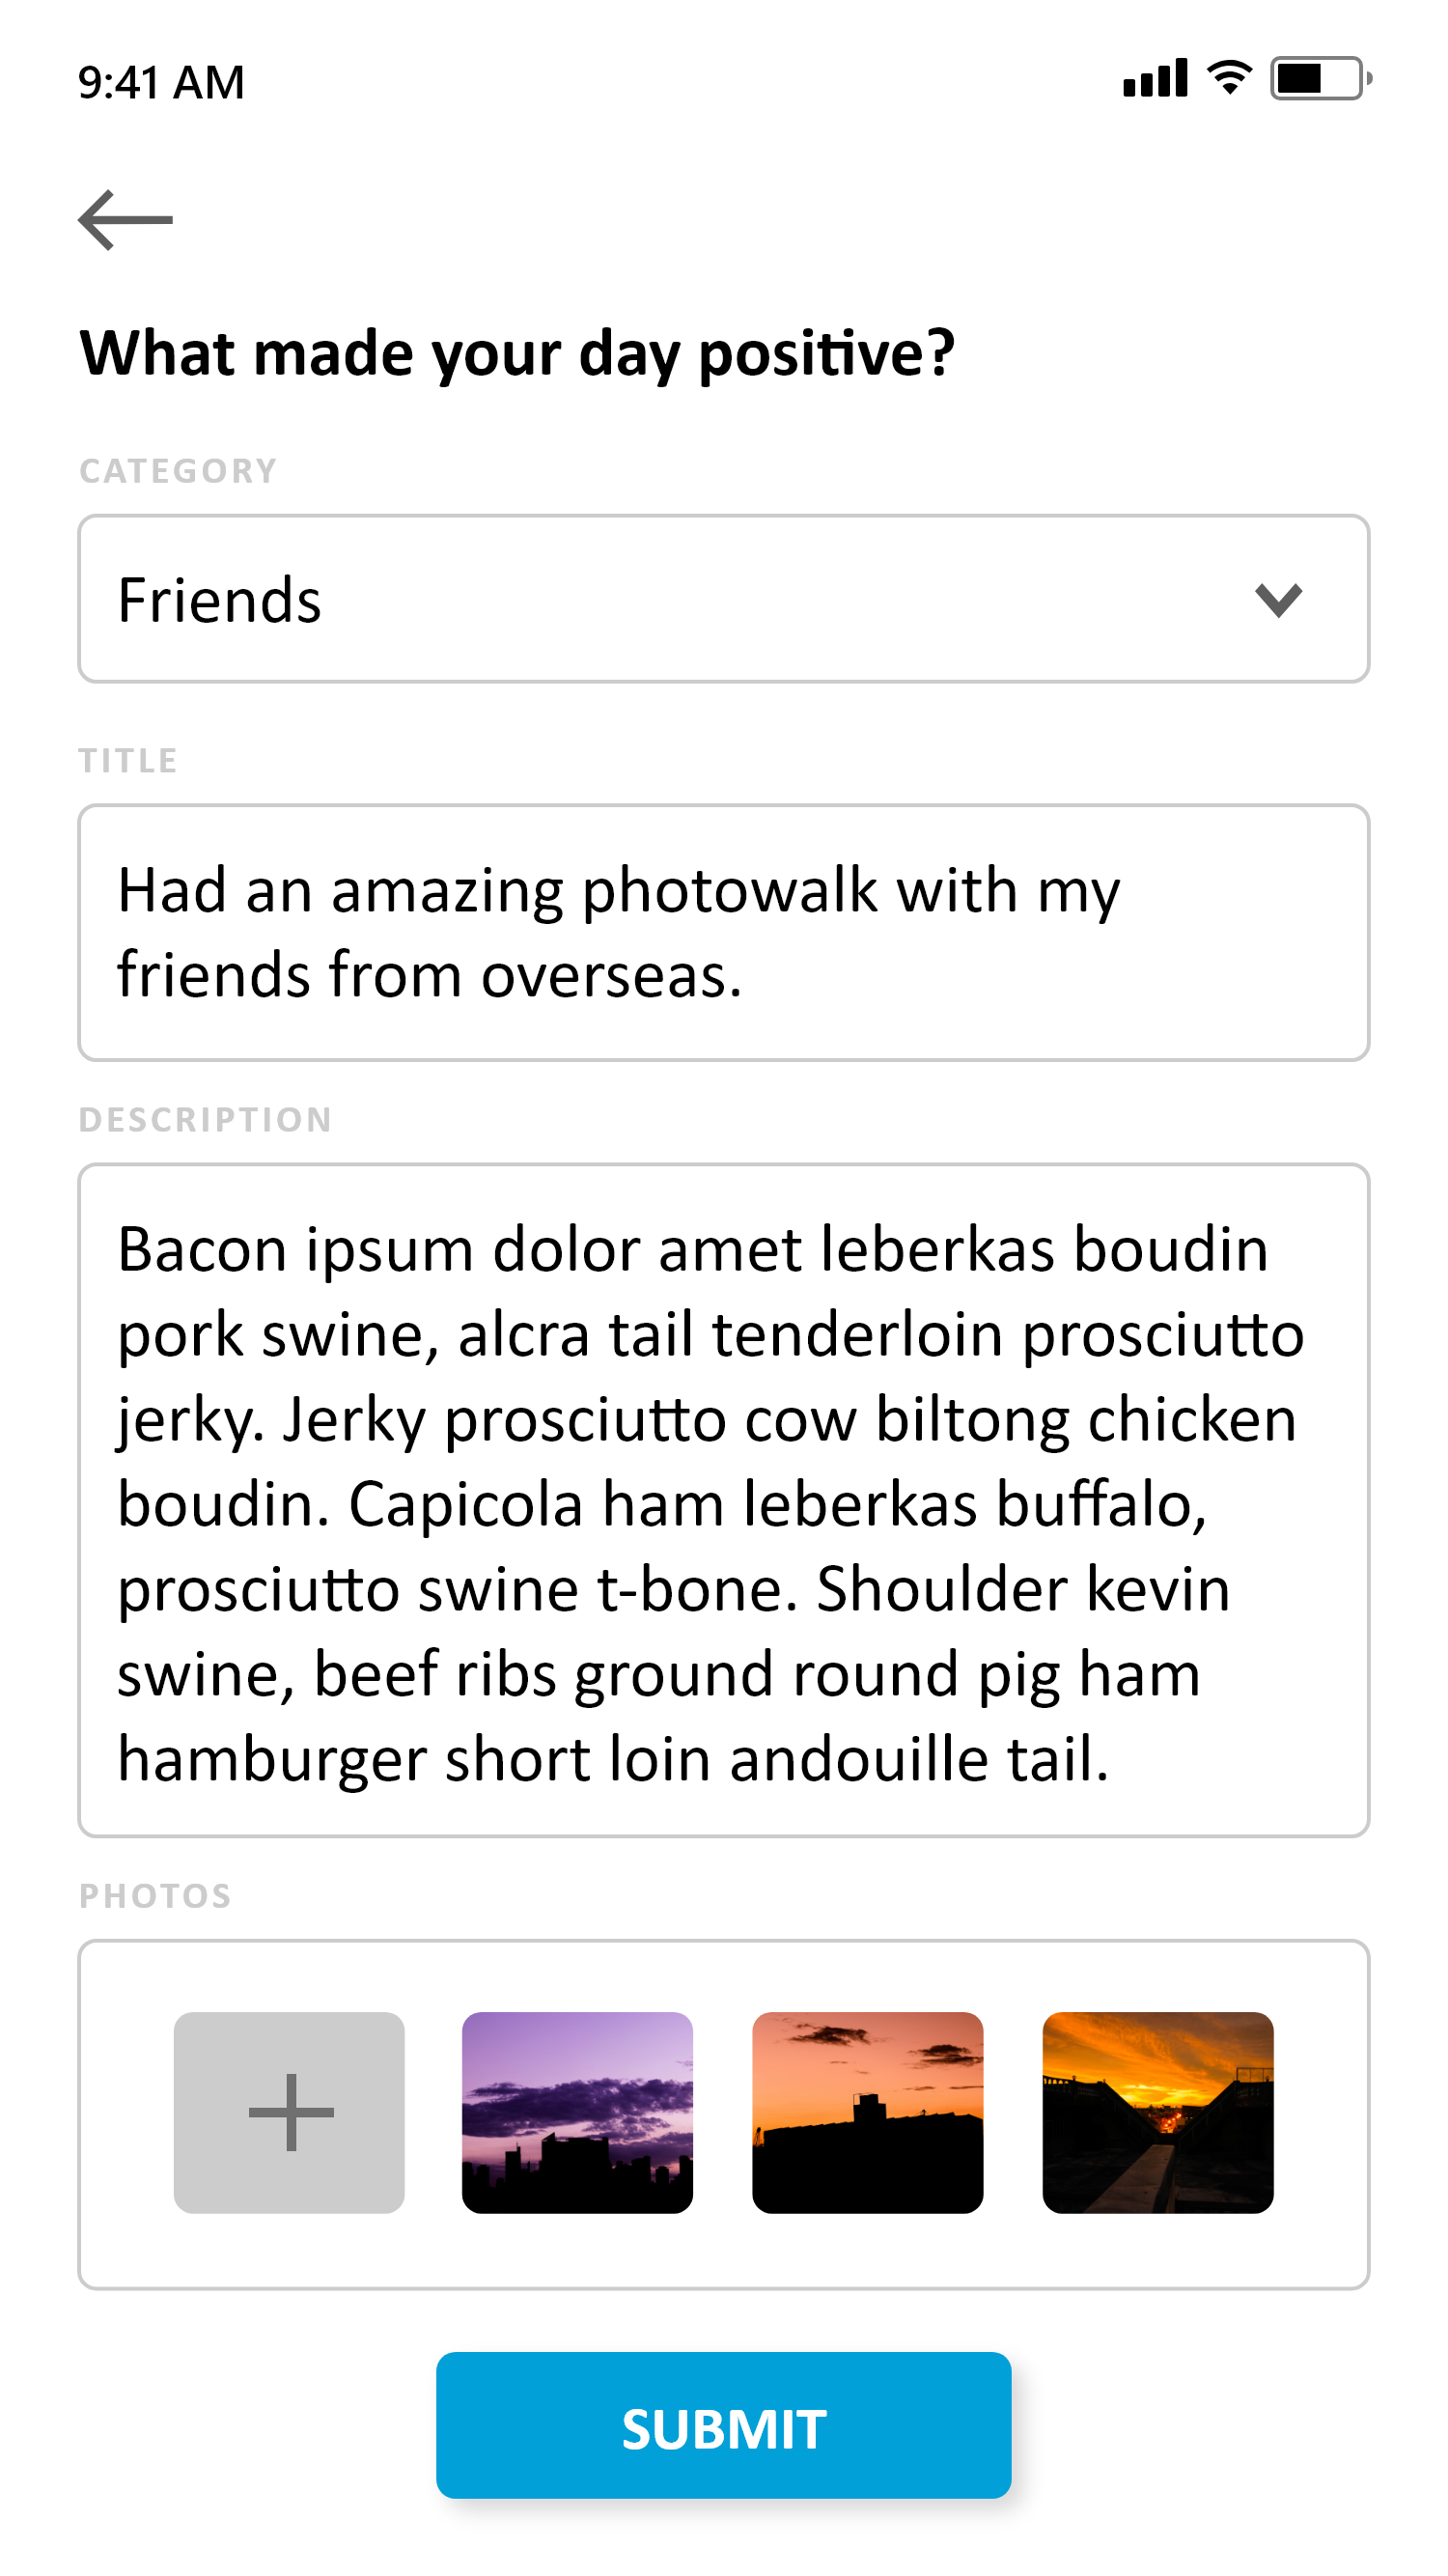 9:41 AM
What made your day positive?
CATEGORY
Friends
TITLE
Had an amazing photowalk with my
friends from overseas.
DESCRIPTION
Bacon ipsum dolor amet leberkas boudin
pork swine, alcra tail tenderloin prosciutto
jerky. Jerky prosciutto cow biltong chicken
boudin. Capicola ham leberkas buffalo,
prosciutto swine t-bone. Shoulder kevin
swine, beef ribs ground round pig ham
hamburger short loin andouille tail.
PHOTOS
SUBMIT